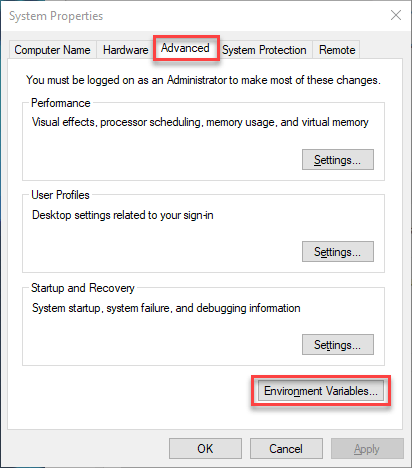 System Properties
Computer Name Hardware Advanced System Protection Remote
You must be logged on as an Administrator to make most of these changes.
Performance
Visual effects, processor scheduling, memory usage, and virtual memory
Settings...
User Profiles
Desktop settings related to your sign-in
Settings...
Startup and Recovery
System startup, system failure, and debugging information
Settings...
Environment Variables...
OK Cancel Apply